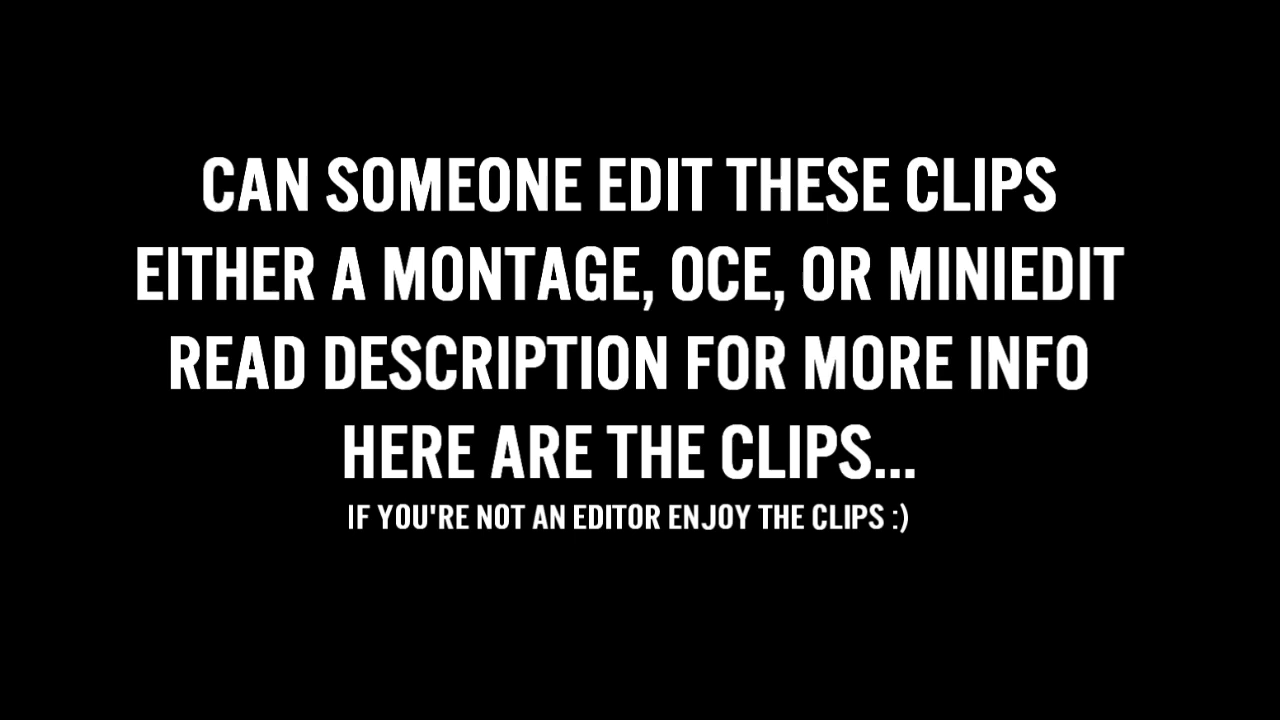 CAN SOMEONE EDIT THESE CLIPS
EITHER A MONTAGE, OCE, OR MINIEDIT
READ DESCRIPTION FOR MORE INFO
HERE ARE THE CLIPS...
IF YOU'RE NOT AN EDITOR ENJOY THE CLIPS :)